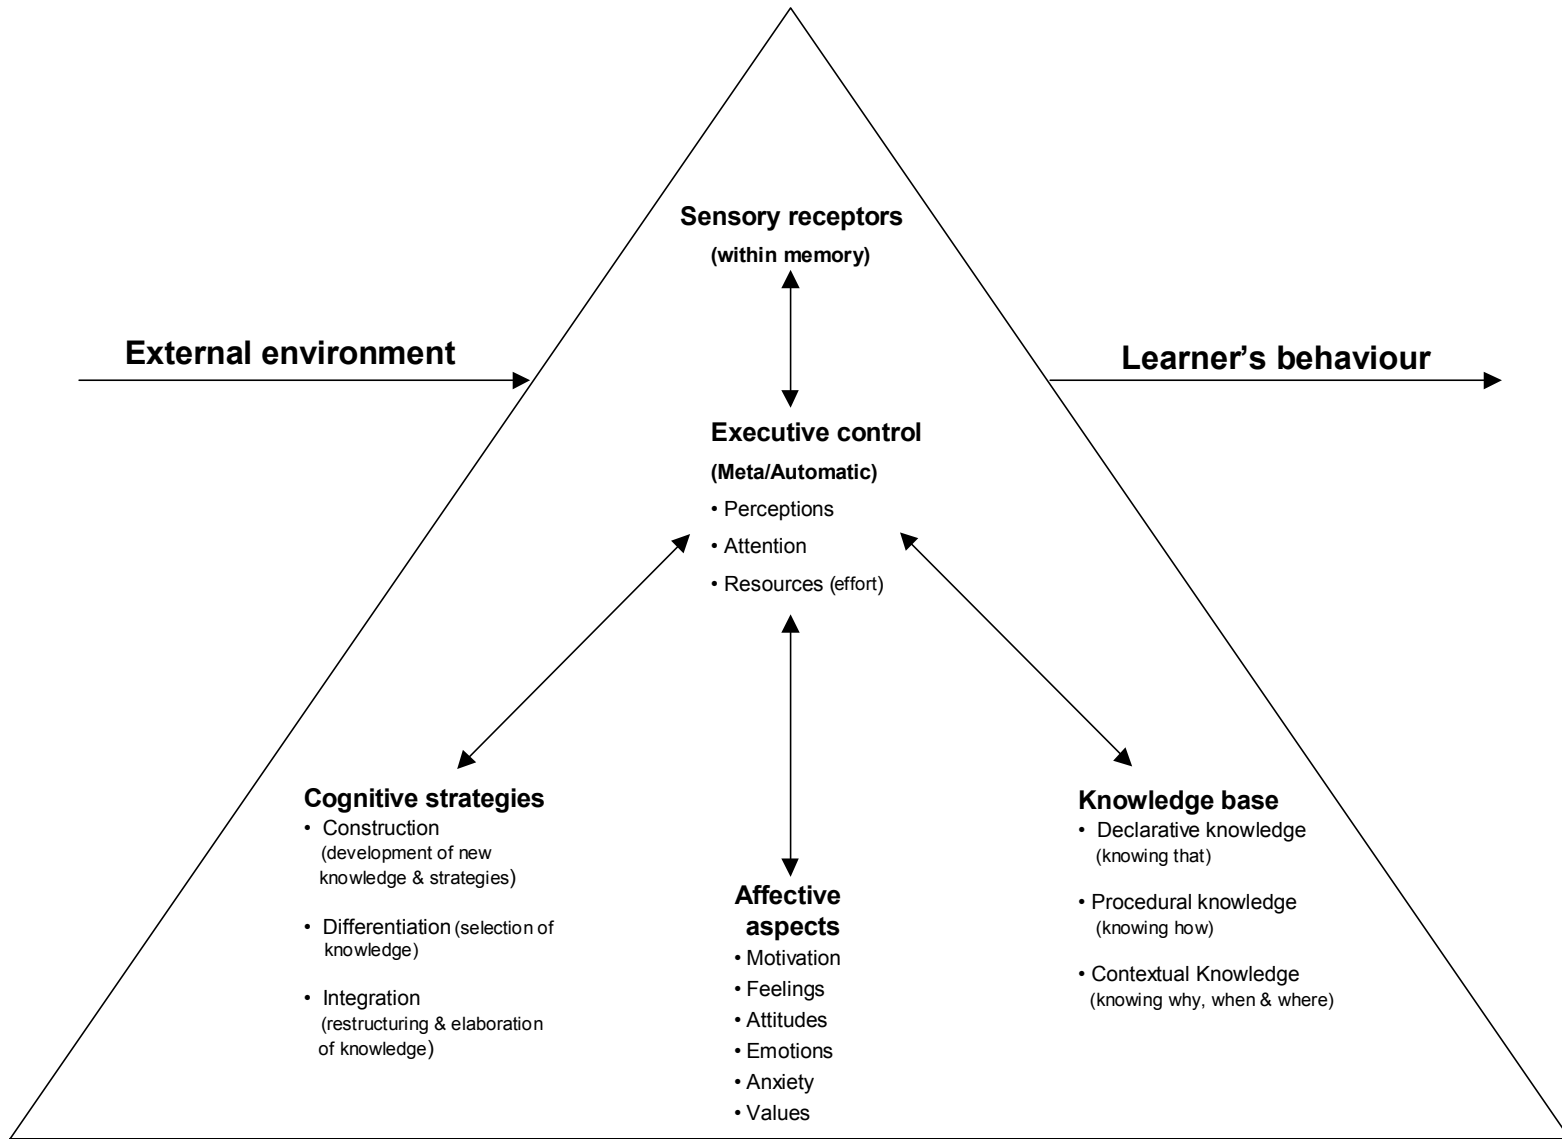 Sensory receptors
(within memory)
External environment
Learner’s behaviour
Executive control
(Meta/Automatic)
• Perceptions
• Attention
• Resources (effort)
Cognitive strategies
• Construction
(development of new
knowledge & strategies)
• Differentiation (selection of
knowledge)
• Integration
(restructuring & elaboration
of knowledge)
Affective
aspects
• Motivation
• Feelings
• Attitudes
• Emotions
• Anxiety
• Values
Knowledge base
• Declarative knowledge
(knowing that)
• Procedural knowledge
(knowing how)
• Contextual Knowledge
(knowing why, when & where)